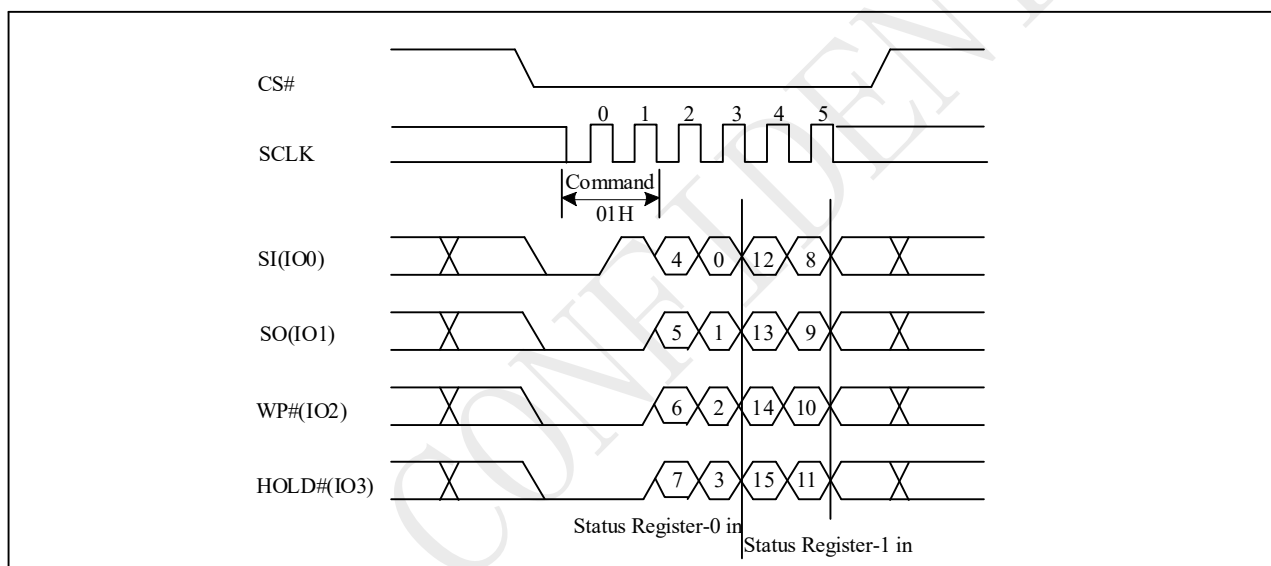 CS#
0 1 2 3 4 5
SCLK
Command
01H
SI(IO0) 4 0 12 8
SO(IO1) 5 1 13 9
WP#(IO2) 6 2 14 10
HOLD#(IO3) 7 3 15 11
Status Register-0 in
Status Register-1 in
CONFIDEN